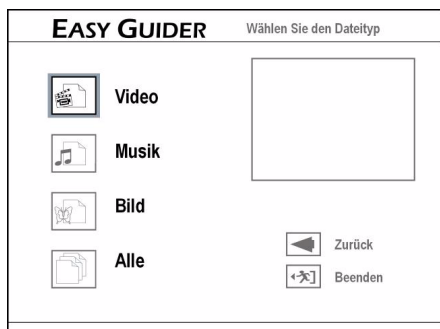 EASY GUIDER
Wählen Sie den Dateityp
Video
Musik
Bild
Alle
Zurück
Beenden